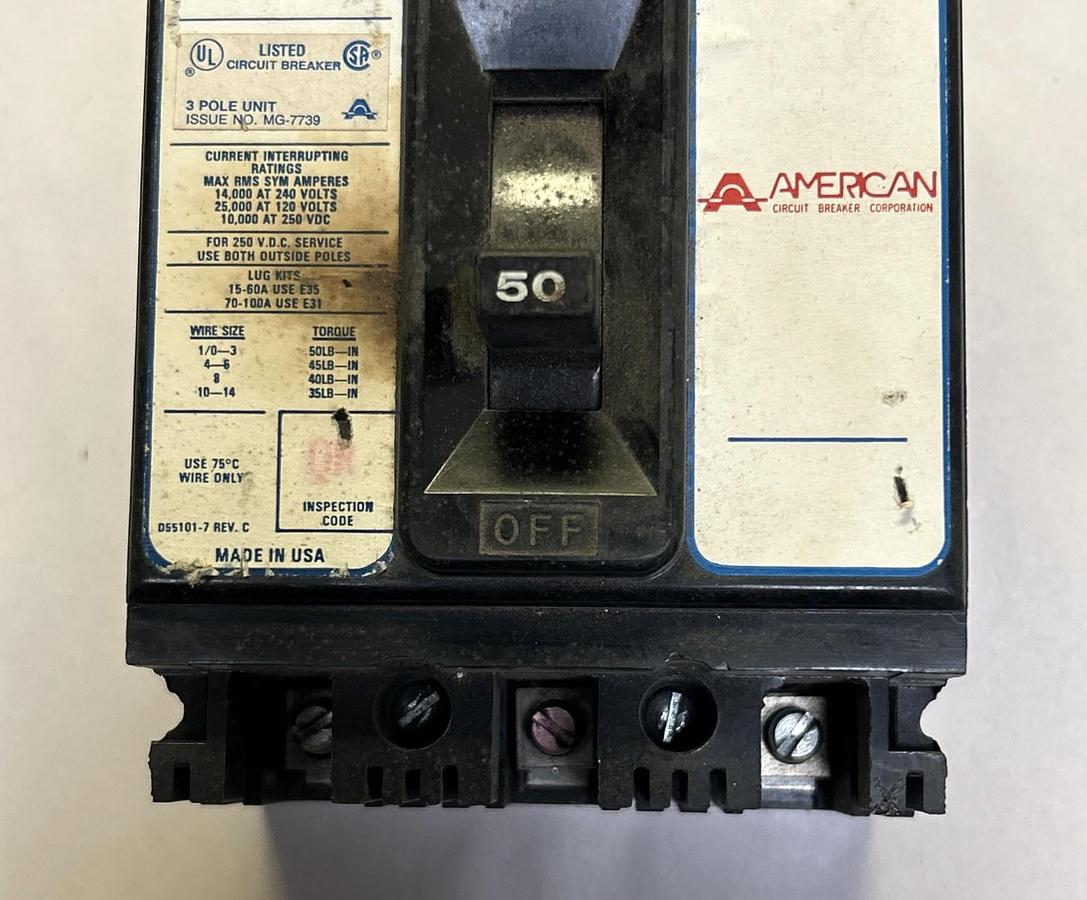 UL LISTED SA
® CIRCUIT BREAKER ®
3 POLE UNIT
ISSUE NO. MG-7739
CURRENT INTERRUPTING
RATINGS
MAX RMS SYM AMPERES
14,000 AT 240 VOLTS
25,000 AT 120 VOLTS
10,000 AT 250 VDC
FOR 250 V.D.C. SERVICE
USE BOTH OUTSIDE POLES
LUG KITS
15-60A USE E35
70-100A USE E31
WIRE SIZE TORQUE
1/0—3 50LB—IN
4—6 45LB—IN
8 40LB—IN
10—14 35LB—IN
USE 75°C
WIRE ONLY
INSPECTION
CODE
D55101-7 REV. C
MADE IN USA
50
OFF
AMERICAN
CIRCUIT BREAKER CORPORATION